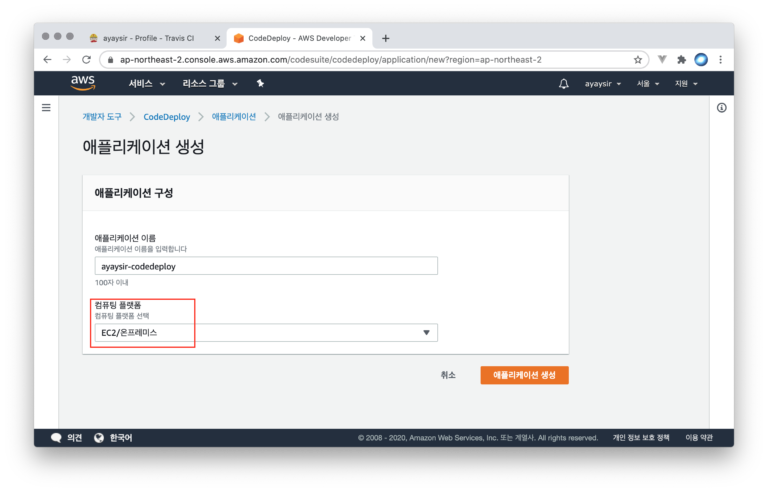 ayaysir - Profile - Travis CI
CodeDeploy - AWS Developer
ap-northeast-2.console.aws.amazon.com/codesuite/codedeploy/application/new?region=ap-northeast-2
aws 서비스 리소스 그룹 ayaysir 서울 지원
개발자 도구 > CodeDeploy > 애플리케이션 > 애플리케이션 생성
애플리케이션 생성
애플리케이션 구성
애플리케이션 이름
애플리케이션 이름을 입력합니다
ayaysir-codedeploy
100자 이내
컴퓨팅 플랫폼
컴퓨팅 플랫폼 선택
EC2/온프레미스
취소 애플리케이션 생성
의견 한국어 © 2008 - 2020, Amazon Web Services, Inc. 또는 계열사. All rights reserved. 개인 정보 보호 정책 이용 약관